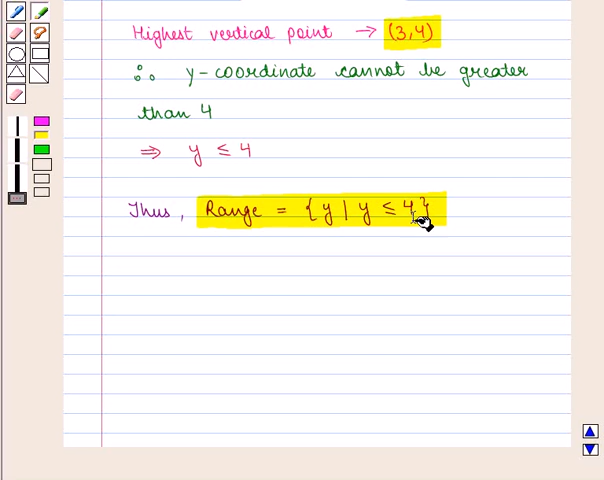 Highest vertical point → (3,4)
∴ y-coordinate cannot be greater
than 4
⇒ y ≤ 4
Thus, Range = { y | y ≤ 4 }